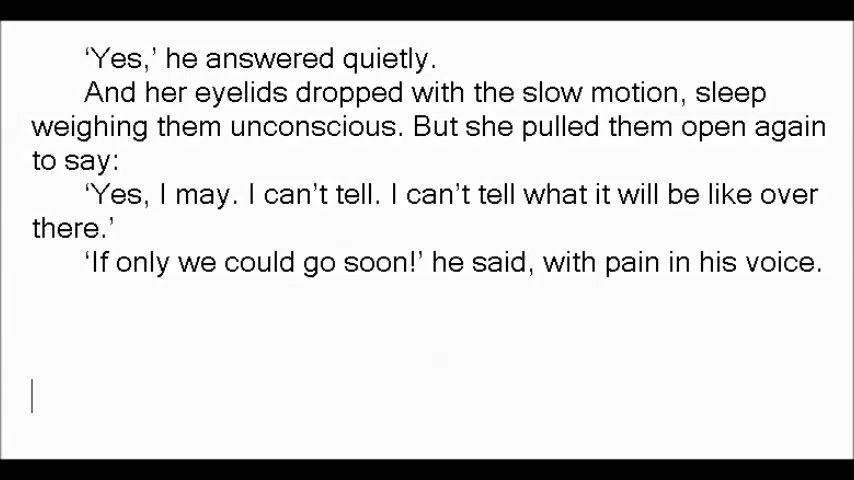 ‘Yes,’ he answered quietly.
And her eyelids dropped with the slow motion, sleep
weighing them unconscious. But she pulled them open again
to say:
‘Yes, I may. I can’t tell. I can’t tell what it will be like over
there.’
‘If only we could go soon!’ he said, with pain in his voice.